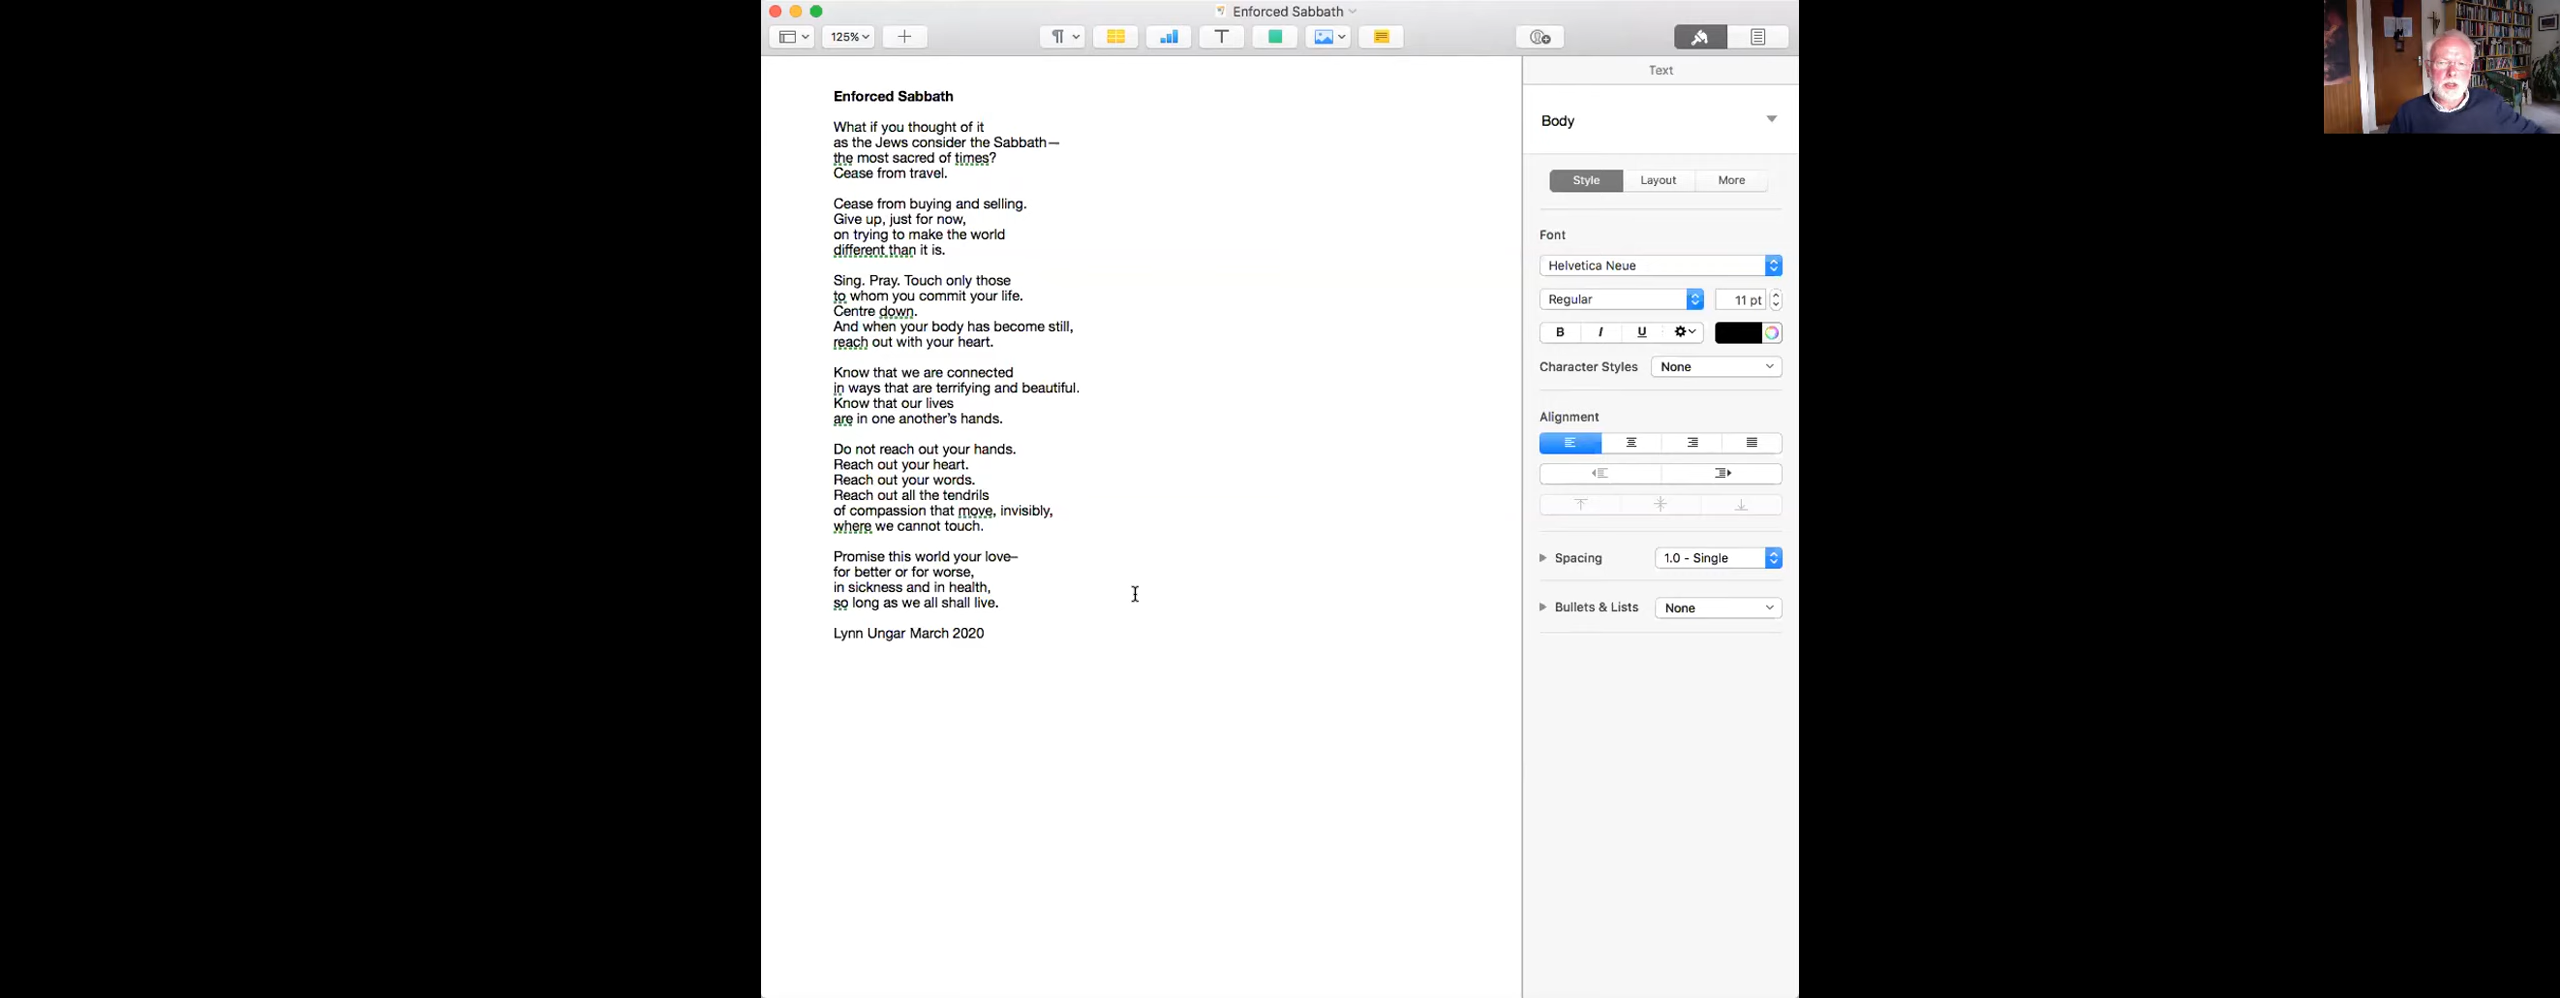 Enforced Sabbath
125%
Text
Enforced Sabbath
What if you thought of it
as the Jews consider the Sabbath—
the most sacred of times?
Cease from travel.
Cease from buying and selling.
Give up, just for now,
on trying to make the world
different than it is.
Sing. Pray. Touch only those
to whom you commit your life.
Centre down.
And when your body has become still,
reach out with your heart.
Know that we are connected
in ways that are terrifying and beautiful.
Know that our lives
are in one another’s hands.
Do not reach out your hands.
Reach out your heart.
Reach out your words.
Reach out all the tendrils
of compassion that move, invisibly,
where we cannot touch.
Promise this world your love–
for better or for worse,
in sickness and in health,
so long as we all shall live.
Lynn Ungar March 2020
Body
Style Layout More
Font
Helvetica Neue
Regular 11 pt
B I U
Character Styles None
Alignment
Spacing 1.0 - Single
Bullets & Lists None